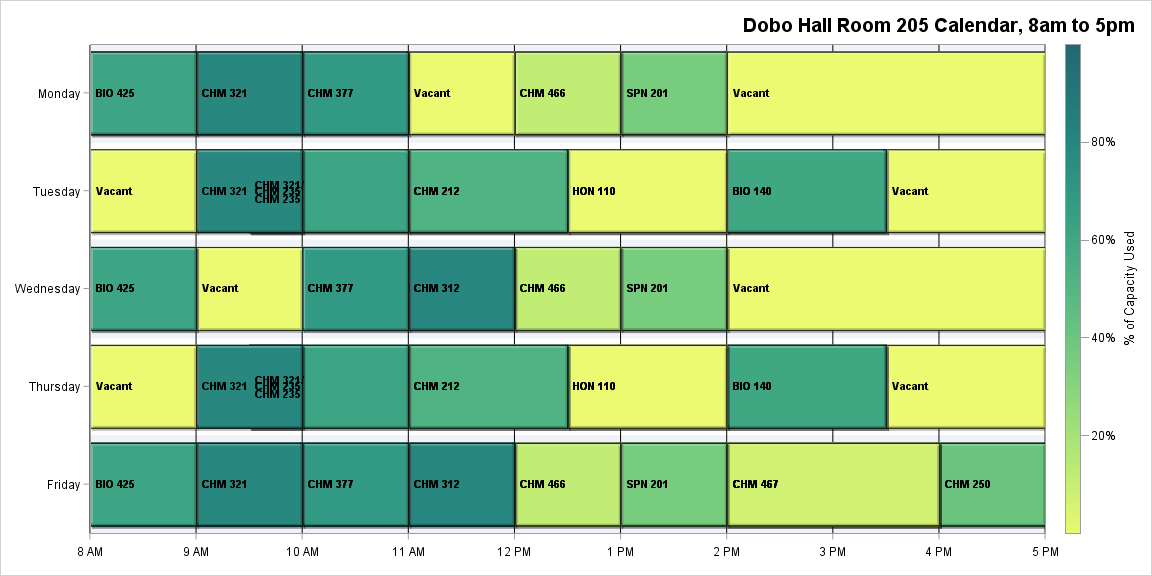 Dobo Hall Room 205 Calendar, 8am to 5pm
Monday
BIO 425
CHM 321
CHM 377
Vacant
CHM 466
SPN 201
Vacant
Tuesday
Vacant
CHM 321
CHM 321/
CHM 235/
CHM 235
CHM 212
HON 110
BIO 140
Vacant
Wednesday
BIO 425
Vacant
CHM 377
CHM 312
CHM 466
SPN 201
Vacant
Thursday
Vacant
CHM 321
CHM 321/
CHM 235/
CHM 235
CHM 212
HON 110
BIO 140
Vacant
Friday
BIO 425
CHM 321
CHM 377
CHM 312
CHM 466
SPN 201
CHM 467
CHM 250
8 AM
9 AM
10 AM
11 AM
12 PM
1 PM
2 PM
3 PM
4 PM
5 PM
80%
60%
40%
20%
% of Capacity Used